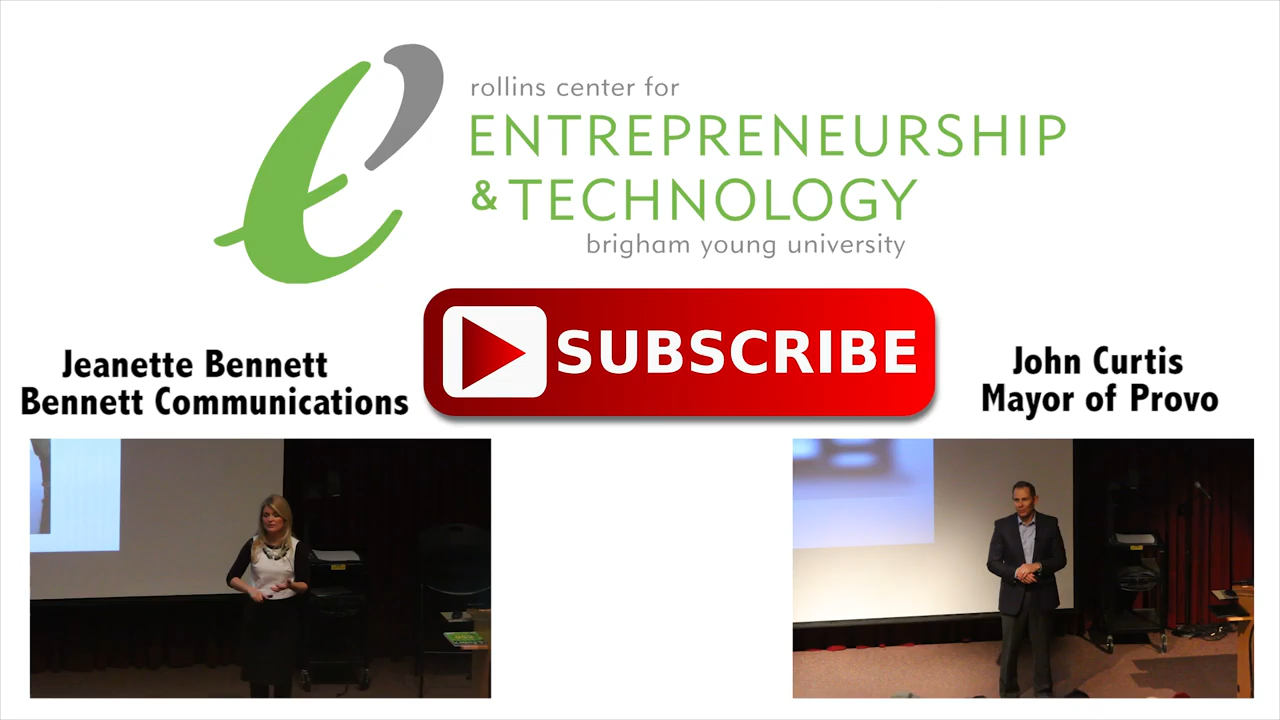 rollins center for
ENTREPRENEURSHIP
& TECHNOLOGY
brigham young university
SUBSCRIBE
Jeanette Bennett
Bennett Communications
John Curtis
Mayor of Provo